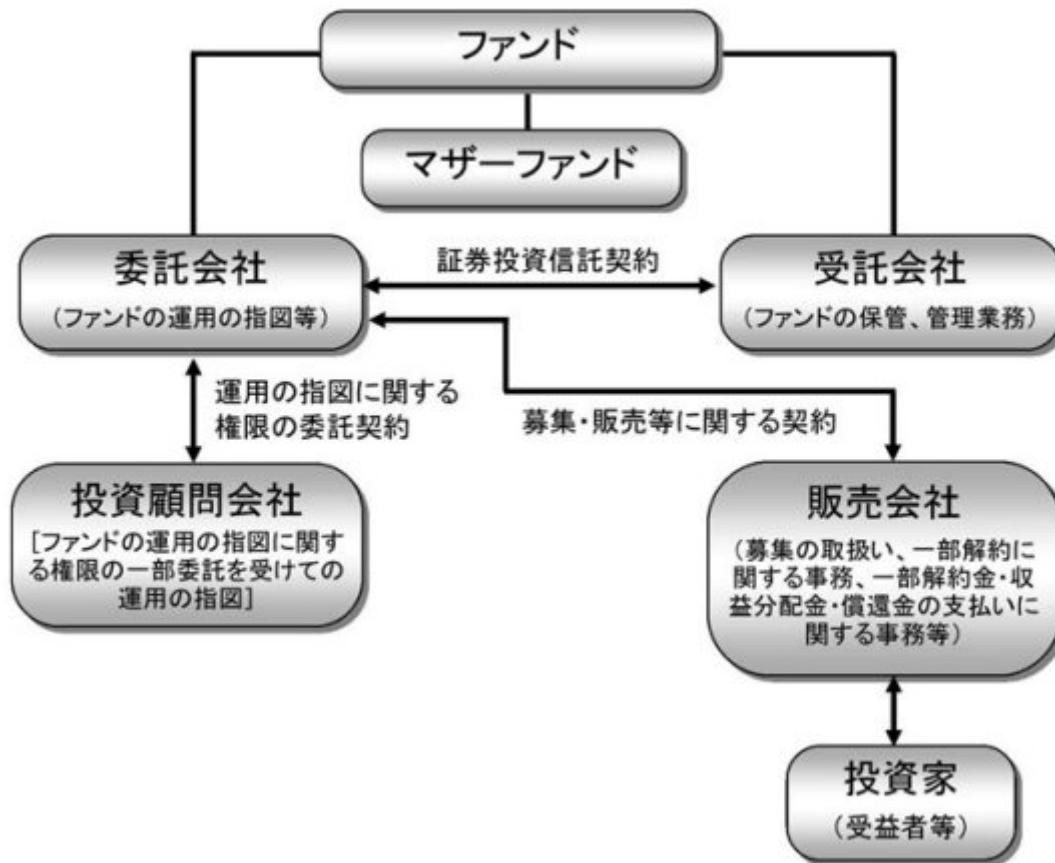 ファンド
マザーファンド
委託会社
（ファンドの運用の指図等）
証券投資信託契約
受託会社
（ファンドの保管、管理業務）
運用の指図に関する
権限の委託契約
募集・販売等に関する契約
投資顧問会社
[ファンドの運用の指図に関す
る権限の一部委託を受けての
運用の指図]
販売会社
（募集の取扱い、一部解約に
関する事務、一部解約金・収
益分配金・償還金の支払いに
関する事務等）
投資家
（受益者等）